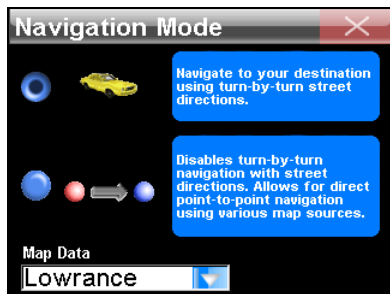 Navigation Mode
Navigate to your destination
using turn-by-turn street
directions.
Disables turn-by-turn
navigation with street
directions. Allows for direct
point-to-point navigation
using various map sources.
Map Data
Lowrance